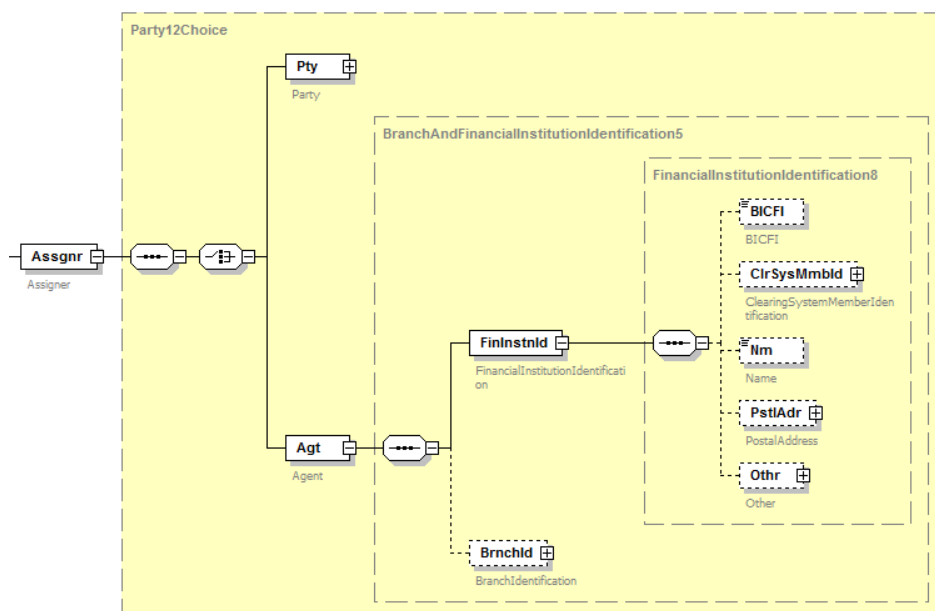 Party12Choice
Pty
Party
BranchAndFinancialInstitutionIdentification5
FinancialInstitutionIdentification8
BICFI
BICFI
Assgnr
Assigner
ClrSysMmbId
ClearingSystemMemberIden
tification
FinInstnId
FinancialInstitutionIdentificati
on
Nm
Name
PstlAdr
PostalAddress
Agt
Agent
Othr
Other
BrnchId
BranchIdentification